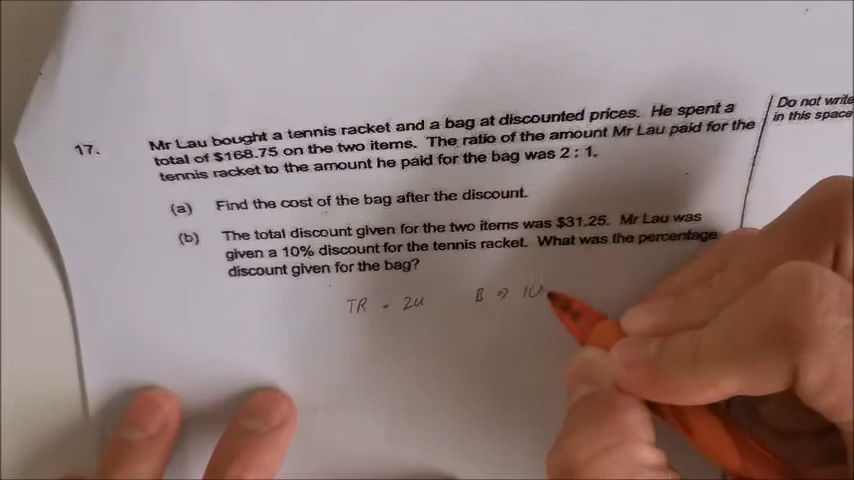 17. Mr Lau bought a tennis racket and a bag at discounted prices. He spent a
total of $168.75 on the two items. The ratio of the amount Mr Lau paid for the
tennis racket to the amount he paid for the bag was 2 : 1.
(a) Find the cost of the bag after the discount.
(b) The total discount given for the two items was $31.25. Mr Lau was
given a 10% discount for the tennis racket. What was the percentage
discount given for the bag?
Do not write
in this space
TR → 2u B → 1u